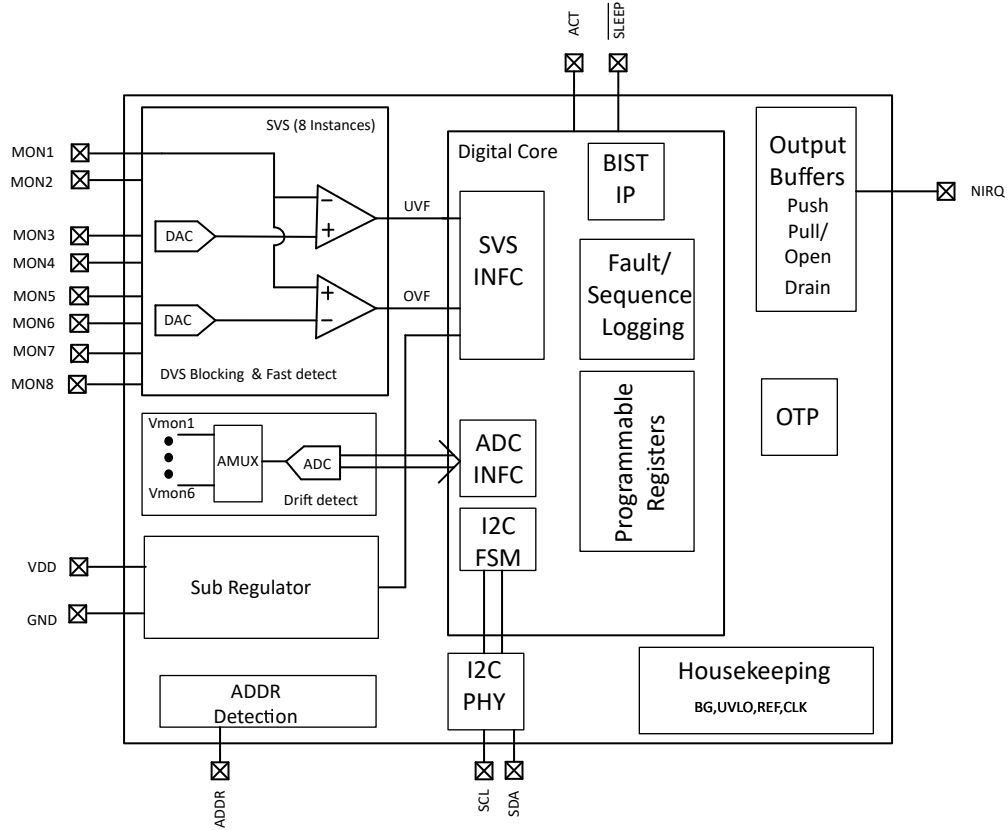 ACT
SLEEP
SVS (8 Instances)
MON1
MON2
MON3
MON4
MON5
MON6
MON7
MON8
−
+
DAC
UVF
+
−
DAC
OVF
DVS Blocking & Fast detect
Digital Core
BIST
IP
SVS
INFC
Fault/
Sequence
Logging
Output
Buffers
Push
Pull/
Open
Drain
NIRQ
OTP
Vmon1
Vmon6
AMUX
ADC
Drift detect
ADC
INFC
Programmable
Registers
I2C
FSM
VDD
GND
Sub Regulator
I2C
PHY
ADDR
Detection
Housekeeping
BG,UVLO,REF,CLK
ADDR
SCL
SDA